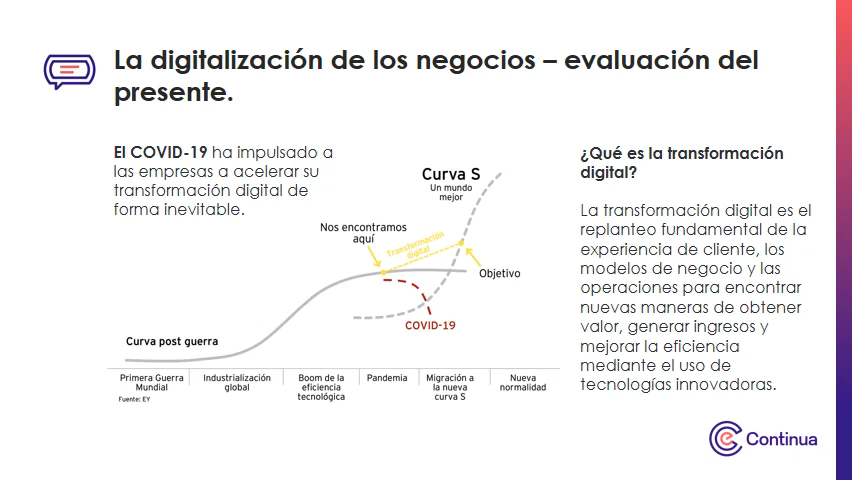 La digitalización de los negocios – evaluación del
presente.
El COVID-19 ha impulsado a
las empresas a acelerar su
transformación digital de
forma inevitable.
Curva S
Un mundo
mejor
Nos encontramos
aquí
Transformación
digital
Objetivo
COVID-19
Curva post guerra
Primera Guerra
Mundial
Industrialización
global
Boom de la
eficiencia
tecnológica
Pandemia
Migración a
la nueva
curva S
Nueva
normalidad
Fuente: EY
¿Qué es la transformación
digital?
La transformación digital es el
replanteo fundamental de la
experiencia de cliente, los
modelos de negocio y las
operaciones para encontrar
nuevas maneras de obtener
valor, generar ingresos y
mejorar la eficiencia
mediante el uso de
tecnologías innovadoras.
Continua